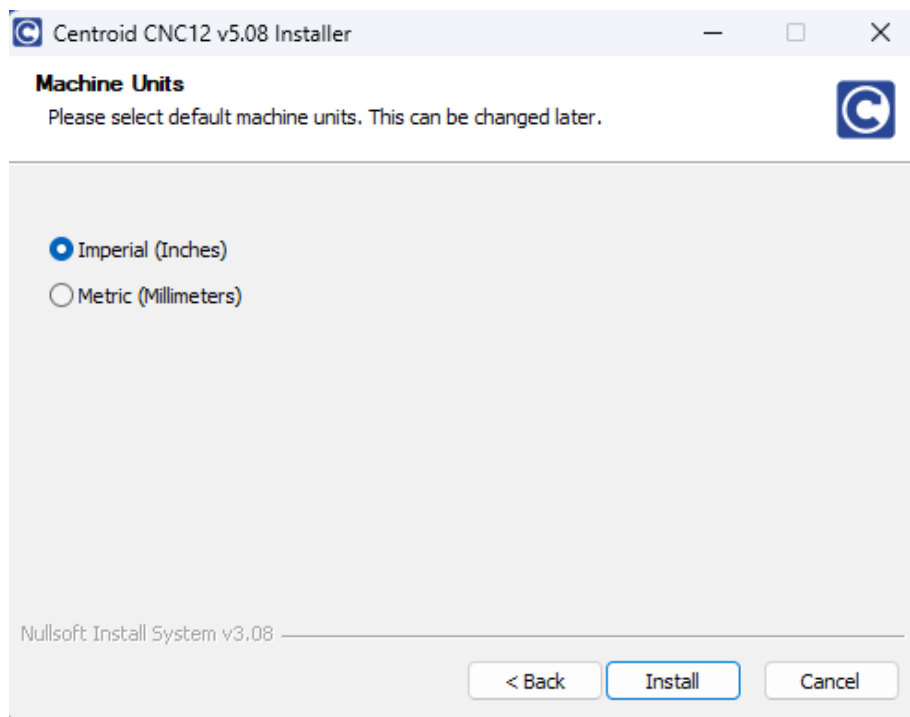 Centroid CNC12 v5.08 Installer
Machine Units
Please select default machine units. This can be changed later.
Imperial (Inches)
Metric (Millimeters)
Nullsoft Install System v3.08
< Back
Install
Cancel